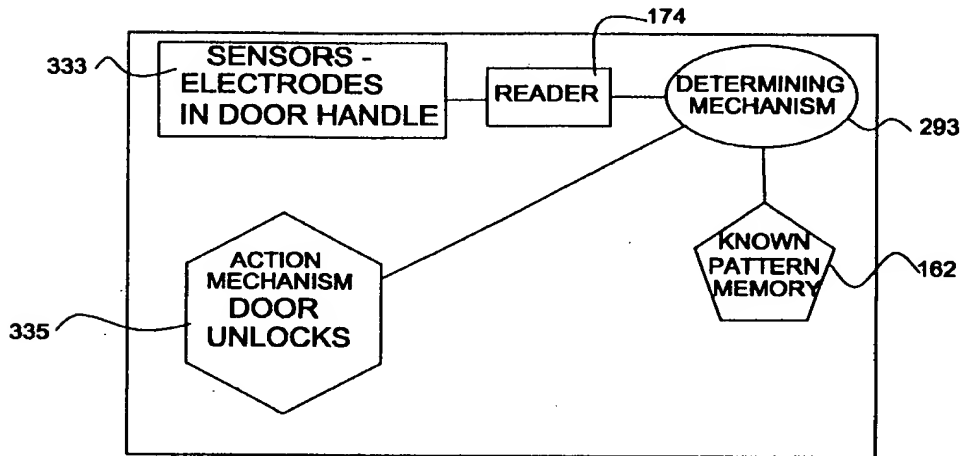 174
333
SENSORS -
ELECTRODES
IN DOOR HANDLE
READER
DETERMINING
MECHANISM
293
KNOWN
PATTERN
MEMORY
162
ACTION
MECHANISM
DOOR
UNLOCKS
335